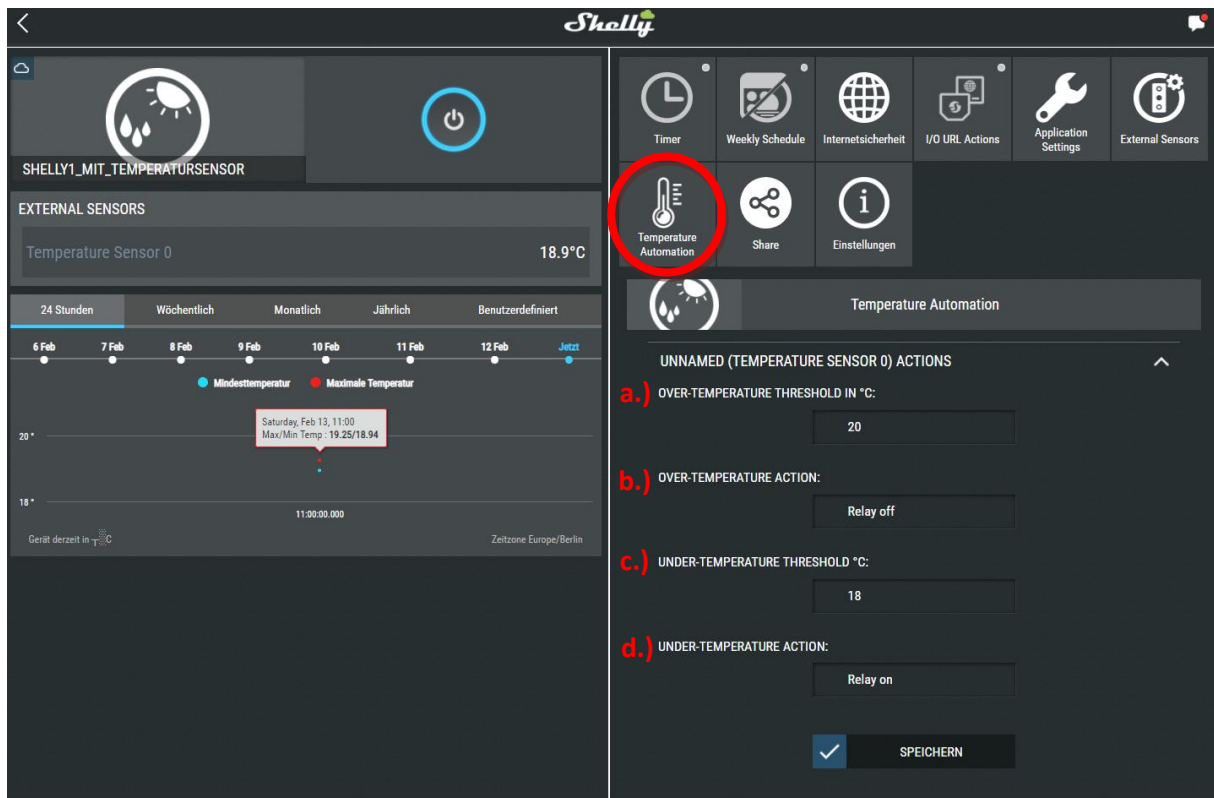 Shelly
SHELLY1_MIT_TEMPERATURSENSOR
EXTERNAL SENSORS
Temperature Sensor 0 18.9°C
24 Stunden Wöchentlich Monatlich Jährlich Benutzerdefiniert
6 Feb 7 Feb 8 Feb 9 Feb 10 Feb 11 Feb 12 Feb Jetzt
Mindesttemperatur Maximale Temperatur
Saturday, Feb 13, 11:00
Max/Min Temp : 19.25/18.94
20 °
18 °
11:00:00.000
Gerät derzeit in C Zeitzone Europe/Berlin
Timer
Weekly Schedule
Internetsicherheit
I/O URL Actions
Application
Settings
External Sensors
Temperature
Automation
Share
Einstellungen
Temperature Automation
UNNAMED (TEMPERATURE SENSOR 0) ACTIONS
a.) OVER-TEMPERATURE THRESHOLD IN °C:
20
b.) OVER-TEMPERATURE ACTION:
Relay off
c.) UNDER-TEMPERATURE THRESHOLD °C:
18
d.) UNDER-TEMPERATURE ACTION:
Relay on
SPEICHERN